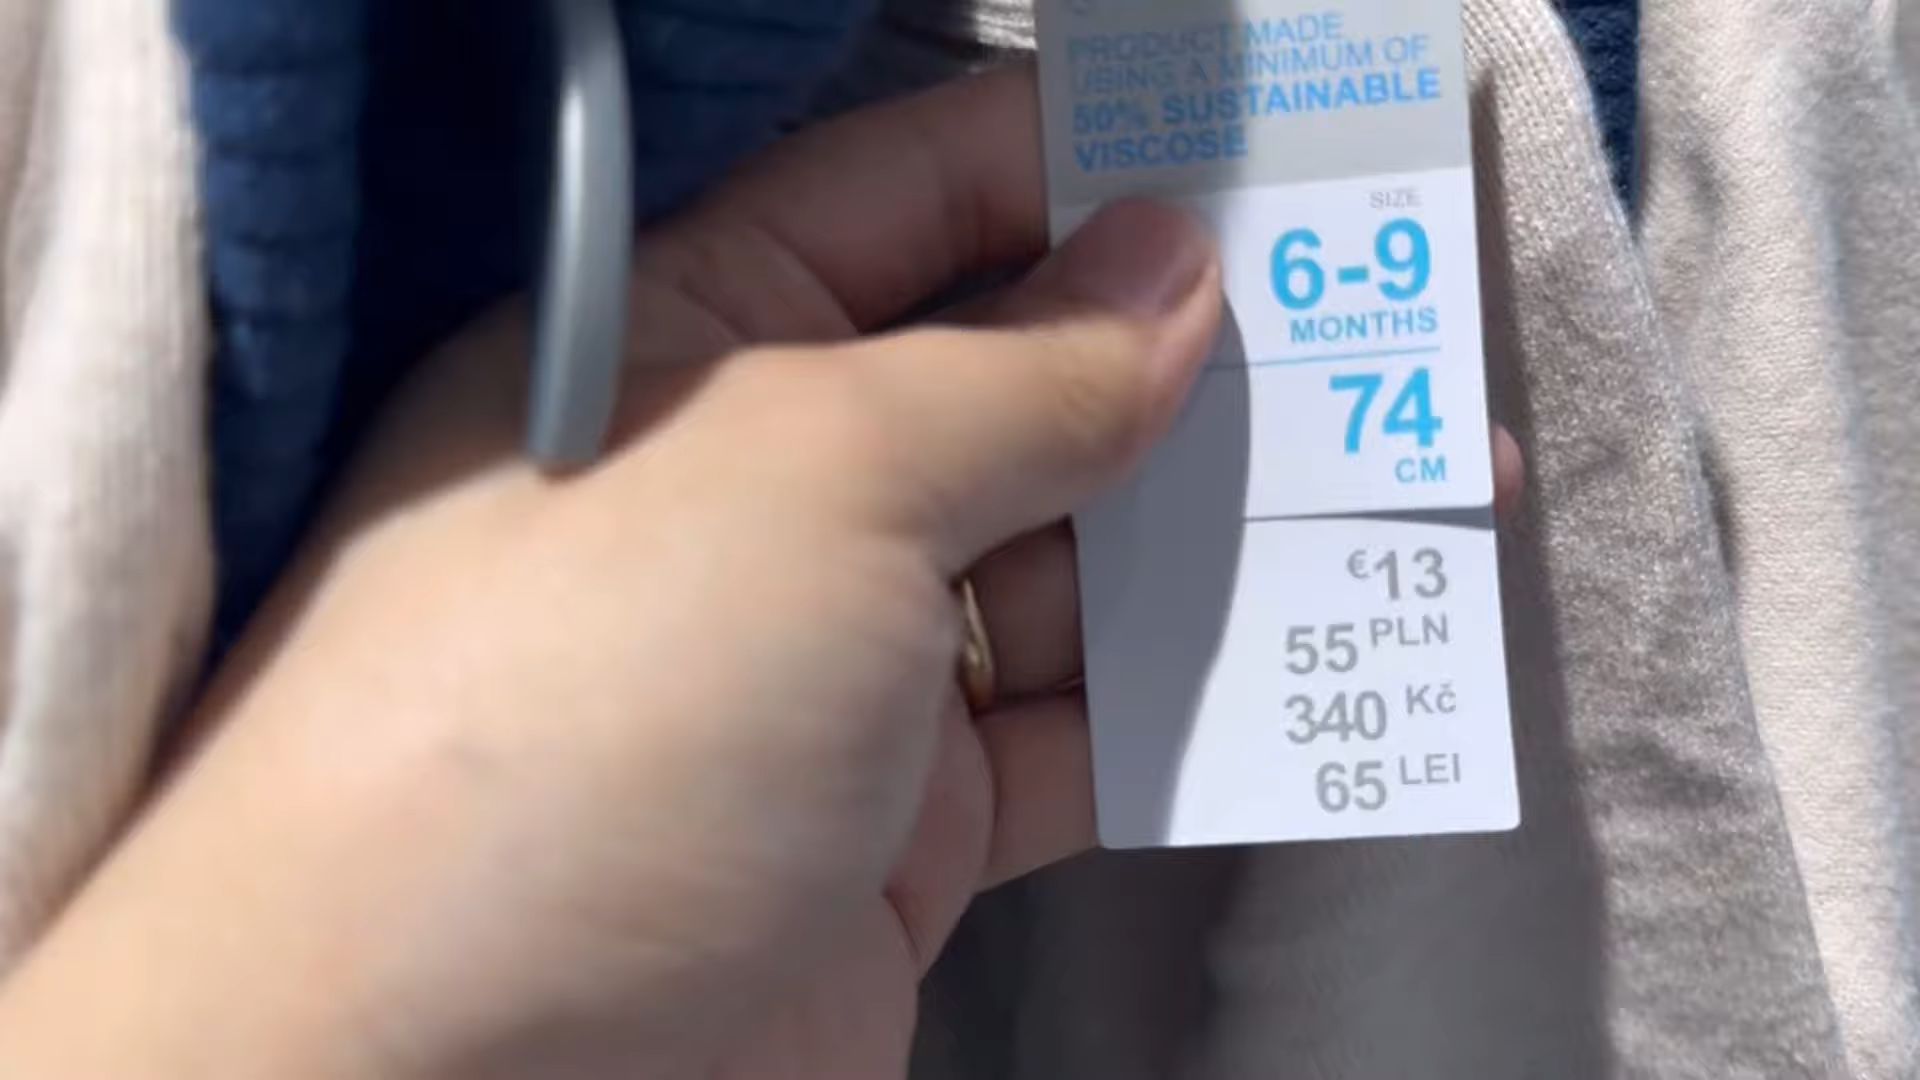 PRODUCT MADE
USING A MINIMUM OF
50% SUSTAINABLE
VISCOSE
SIZE
6-9
MONTHS
74
CM
€13
55 PLN
340 Kč
65 LEI